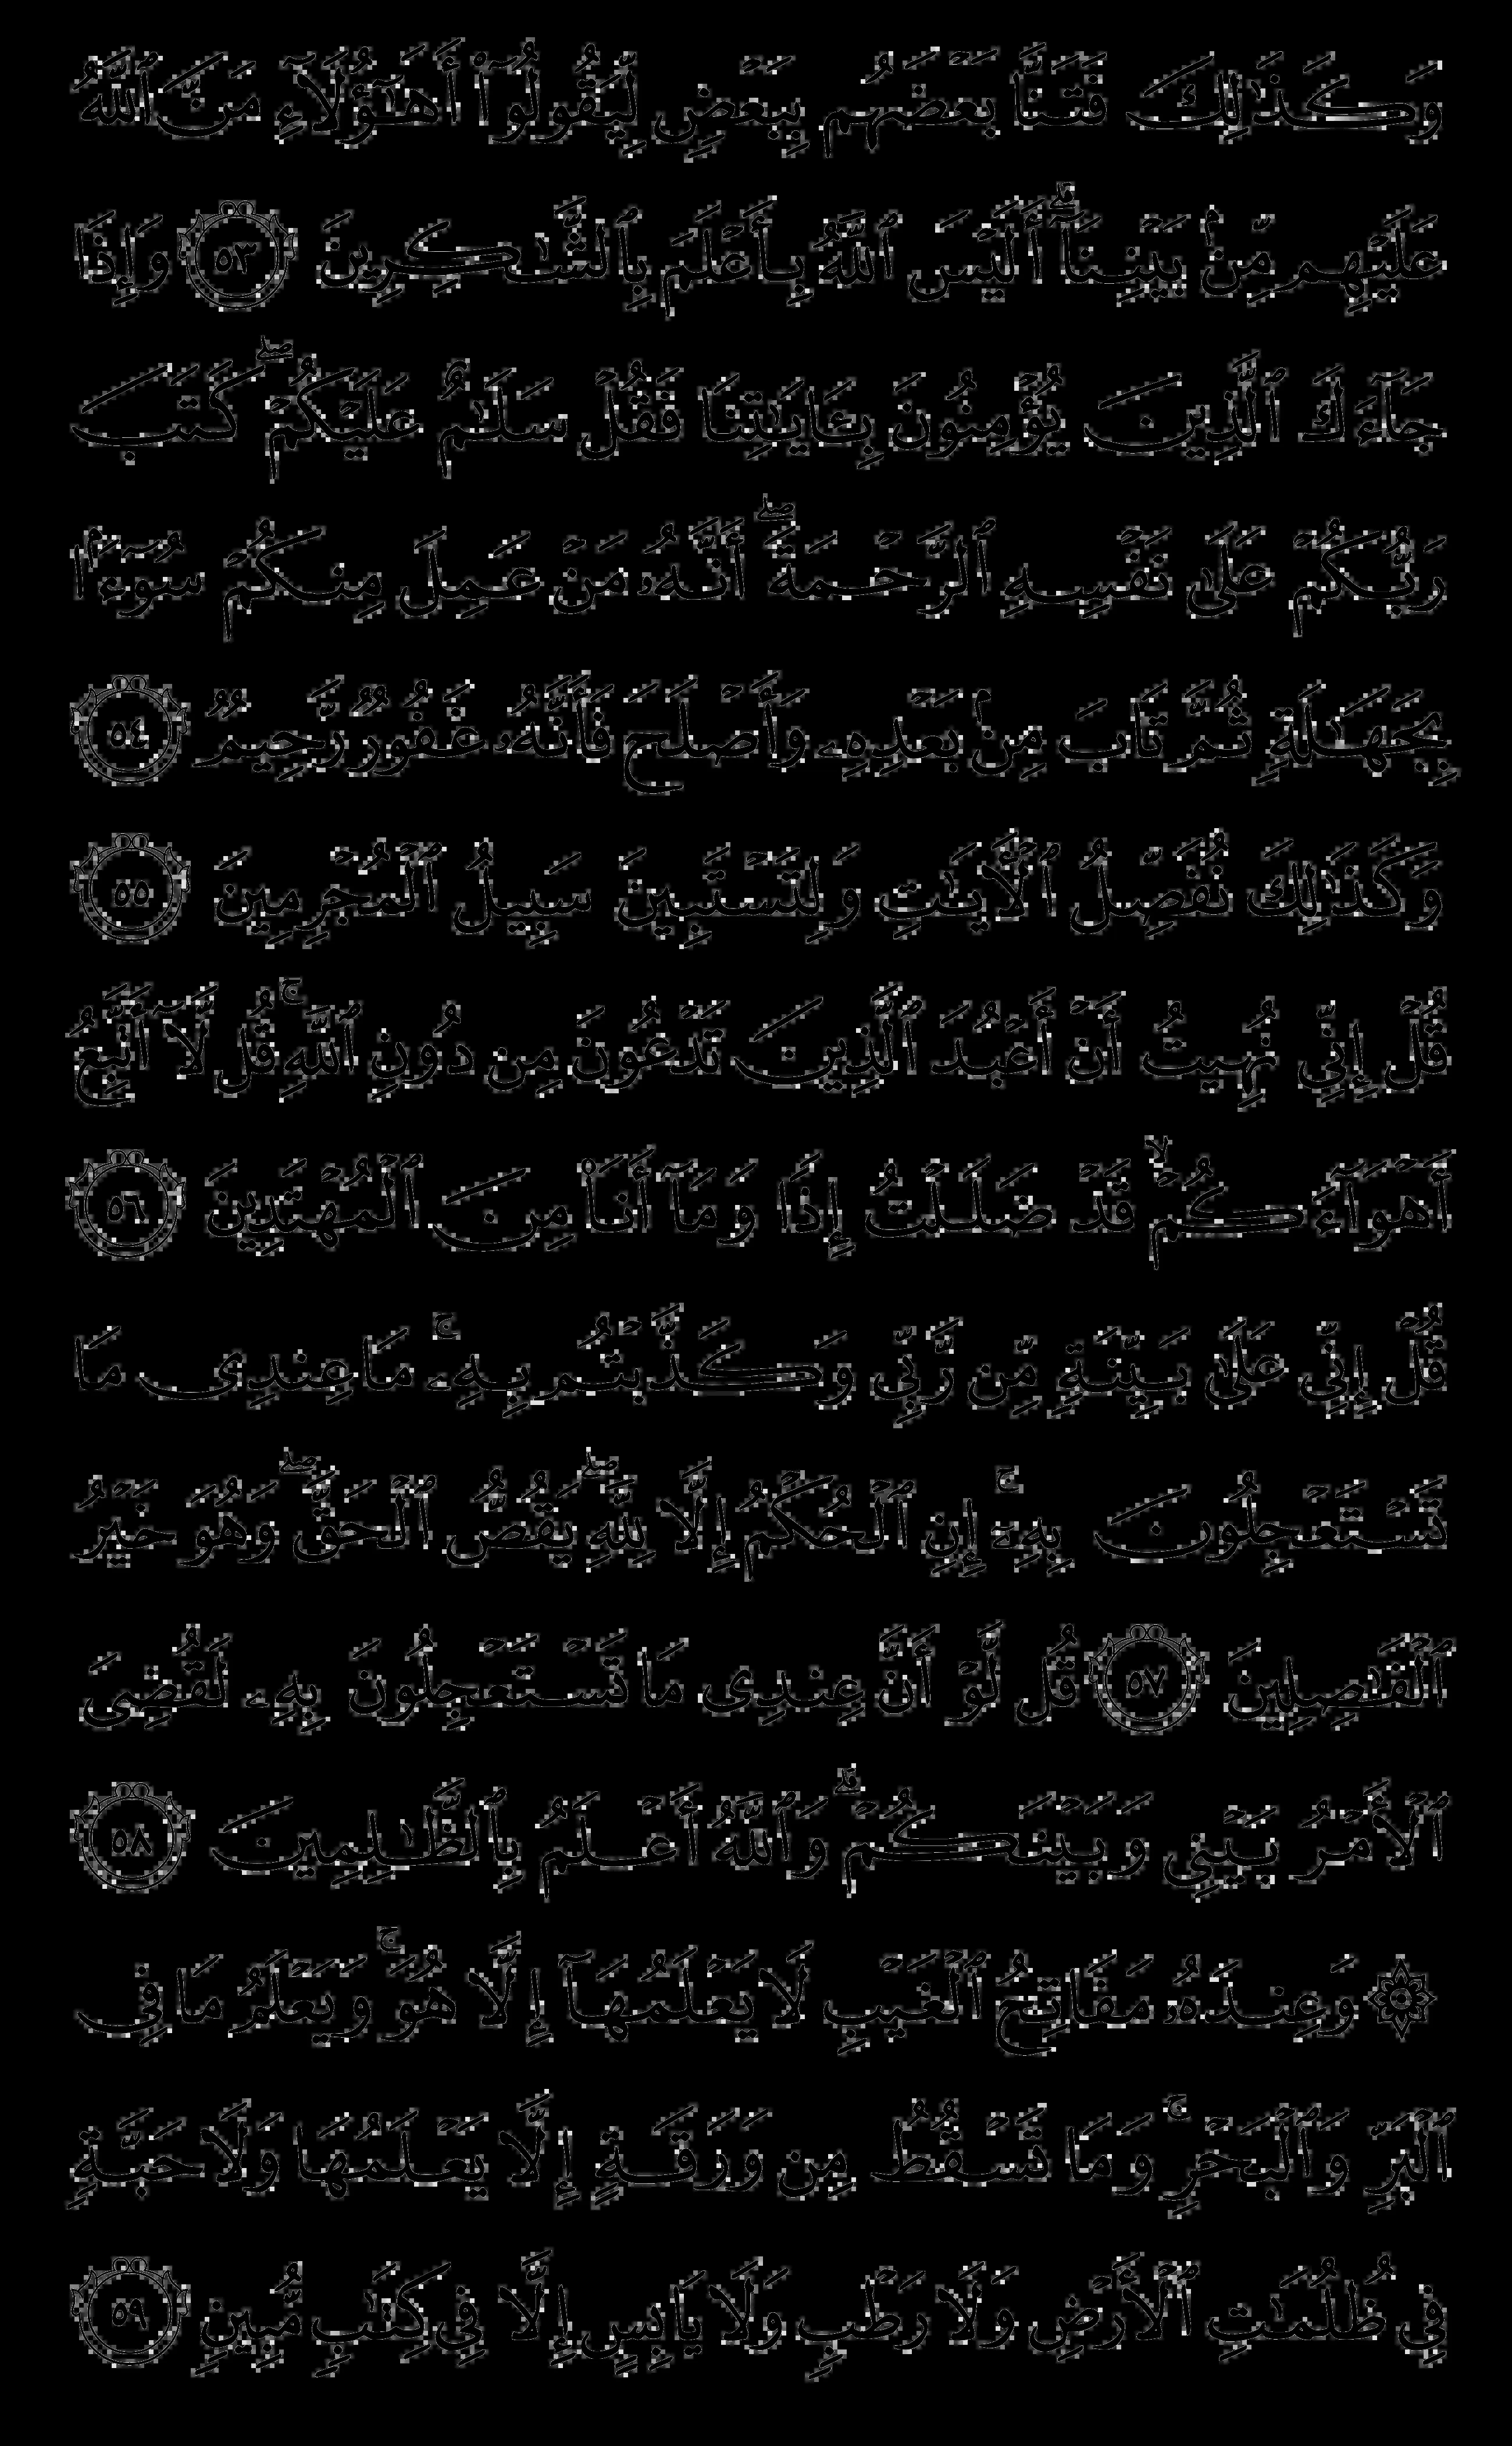 وَكَذَٰلِكَ فَتَنَّا بَعْضَهُم بِبَعْضٍ لِّيَقُولُوٓا۟ أَهَـٰٓؤُلَآءِ مَنَّ ٱللَّهُ
عَلَيْهِم مِّنۢ بَيْنِنَآ ۗ أَلَيْسَ ٱللَّهُ بِأَعْلَمَ بِٱلشَّـٰكِرِينَ ٥٣ وَإِذَا
جَآءَكَ ٱلَّذِينَ يُؤْمِنُونَ بِـَٔايَـٰتِنَا فَقُلْ سَلَـٰمٌ عَلَيْكُمْ ۖ كَتَبَ
رَبُّكُمْ عَلَىٰ نَفْسِهِ ٱلرَّحْمَةَ ۖ أَنَّهُۥ مَنْ عَمِلَ مِنكُمْ سُوٓءًۢا
بِجَهَـٰلَةٍ ثُمَّ تَابَ مِنۢ بَعْدِهِۦ وَأَصْلَحَ فَأَنَّهُۥ غَفُورٌ رَّحِيمٌ ٥٤
وَكَذَٰلِكَ نُفَصِّلُ ٱلْـَٔايَـٰتِ وَلِتَسْتَبِينَ سَبِيلُ ٱلْمُجْرِمِينَ ٥٥
قُلْ إِنِّى نُهِيتُ أَنْ أَعْبُدَ ٱلَّذِينَ تَدْعُونَ مِن دُونِ ٱللَّهِ ۚ قُل لَّآ أَتَّبِعُ
أَهْوَآءَكُمْ ۙ قَدْ ضَلَلْتُ إِذًا وَمَآ أَنَا۠ مِنَ ٱلْمُهْتَدِينَ ٥٦
قُلْ إِنِّى عَلَىٰ بَيِّنَةٍ مِّن رَّبِّى وَكَذَّبْتُم بِهِۦ ۚ مَا عِندِى مَا
تَسْتَعْجِلُونَ بِهِۦٓ ۚ إِنِ ٱلْحُكْمُ إِلَّا لِلَّهِ ۖ يَقُصُّ ٱلْحَقَّ ۖ وَهُوَ خَيْرُ
ٱلْفَـٰصِلِينَ ٥٧ قُل لَّوْ أَنَّ عِندِى مَا تَسْتَعْجِلُونَ بِهِۦ لَقُضِىَ
ٱلْأَمْرُ بَيْنِى وَبَيْنَكُمْ ۗ وَٱللَّهُ أَعْلَمُ بِٱلظَّـٰلِمِينَ ٥٨
۞ وَعِندَهُۥ مَفَاتِحُ ٱلْغَيْبِ لَا يَعْلَمُهَآ إِلَّا هُوَ ۚ وَيَعْلَمُ مَا فِى
ٱلْبَرِّ وَٱلْبَحْرِ ۚ وَمَا تَسْقُطُ مِن وَرَقَةٍ إِلَّا يَعْلَمُهَا وَلَا حَبَّةٍ
فِى ظُلُمَـٰتِ ٱلْأَرْضِ وَلَا رَطْبٍ وَلَا يَابِسٍ إِلَّا فِى كِتَـٰبٍ مُّبِينٍ ٥٩